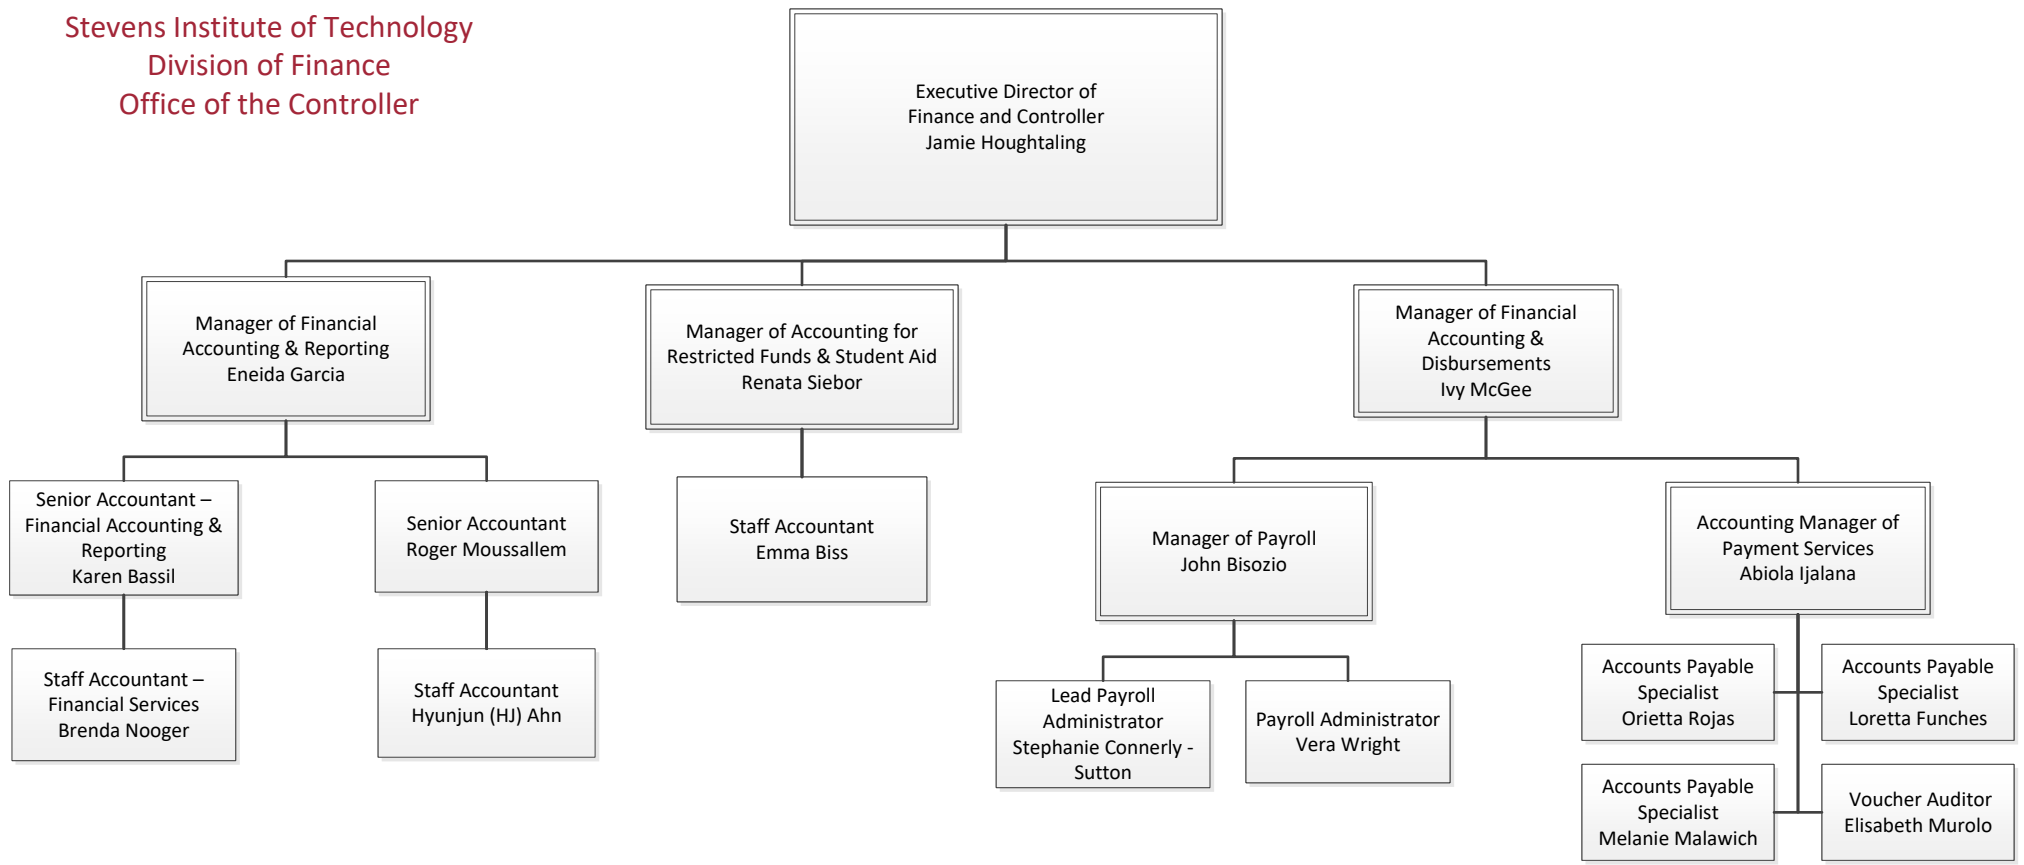 Stevens Institute of Technology
Division of Finance
Office of the Controller
Executive Director of
Finance and Controller
Jamie Houghtaling
Manager of Financial
Accounting & Reporting
Eneida Garcia
Manager of Accounting for
Restricted Funds & Student Aid
Renata Siebor
Manager of Financial
Accounting &
Disbursements
Ivy McGee
Senior Accountant –
Financial Accounting &
Reporting
Karen Bassil
Senior Accountant
Roger Moussallem
Staff Accountant
Emma Biss
Manager of Payroll
John Bisozio
Accounting Manager of
Payment Services
Abiola Ijalana
Staff Accountant –
Financial Services
Brenda Nooger
Staff Accountant
Hyunjun (HJ) Ahn
Lead Payroll
Administrator
Stephanie Connerly -
Sutton
Payroll Administrator
Vera Wright
Accounts Payable
Specialist
Orietta Rojas
Accounts Payable
Specialist
Loretta Funches
Accounts Payable
Specialist
Melanie Malawich
Voucher Auditor
Elisabeth Murolo